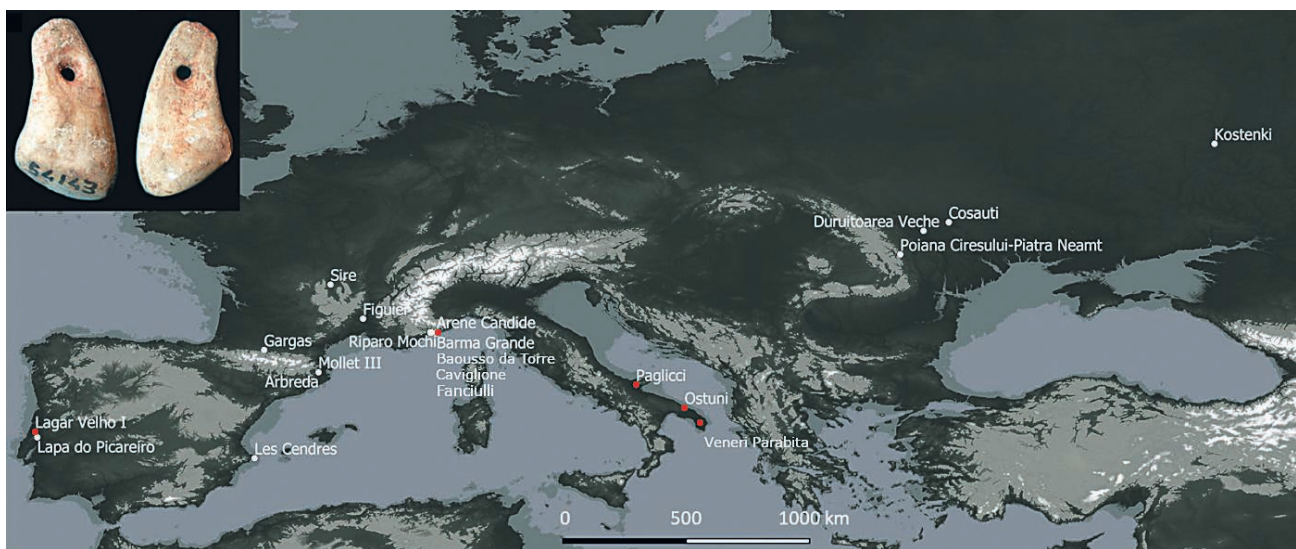 54143
Kostenki
Cosauti
Duruitoarea Veche
Poiana Ciresului-Piatra Neamt
Sire
Figuier
Arene Candide
Riparo Mochi
Barma Grande
Baousso da Torre
Caviglione
Fanciulli
Gargas
Mollet III
Arbreda
Paglicci
Ostuni
Veneri Parabita
Lagar Velho I
Lapa do Picareiro
Les Cendres
0 500 1000 km